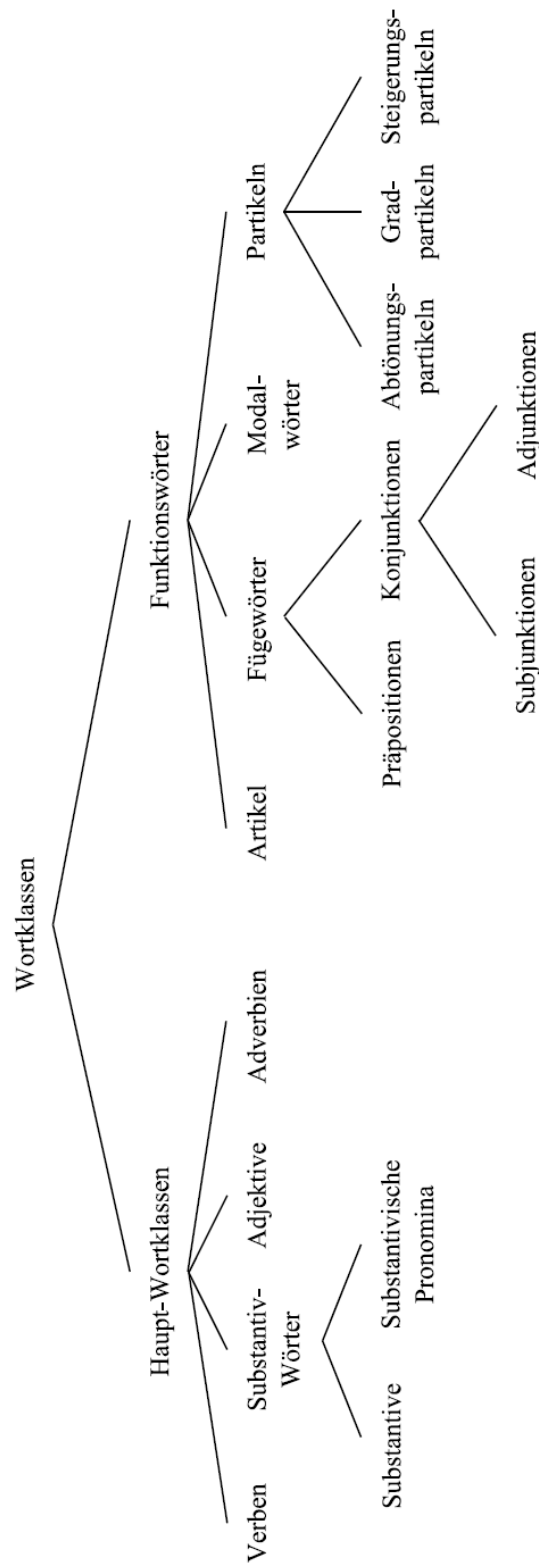 Wortklassen
Haupt-Wortklassen
Funktionswörter
Verben
Substantiv-
Wörter
Adjektive
Adverbien
Artikel
Fügewörter
Modal-
wörter
Partikeln
Substantive
Substantivische
Pronomina
Präpositionen
Konjunktionen
Abtönungs-
partikeln
Grad-
partikeln
Steigerungs-
partikeln
Subjunktionen
Adjunktionen